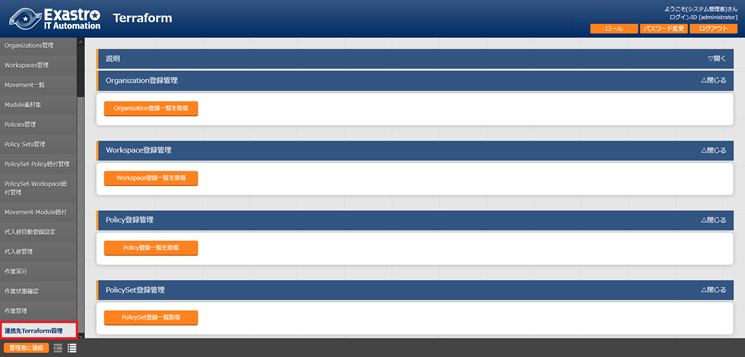 Exastro
IT Automation
Terraform
ようこそ[システム管理者]さん
ログインID [administrator]
ロール
パスワード変更
ログアウト
Organizations管理
Workspaces管理
Movement一覧
Module素材集
Policies管理
Policy Sets管理
PolicySet-Policy紐付管理
PolicySet-Workspace紐
付管理
Movement-Module紐付
代入値自動登録設定
代入値管理
作業実行
作業状態確認
作業管理
連携先Terraform管理
管理者に連絡
説明
▽開く
Organization登録管理
△閉じる
Organization登録一覧を取得
Workspace登録管理
△閉じる
Workspace登録一覧を取得
Policy登録管理
△閉じる
Policy登録一覧を取得
PolicySet登録管理
△閉じる
PolicySet登録一覧取得